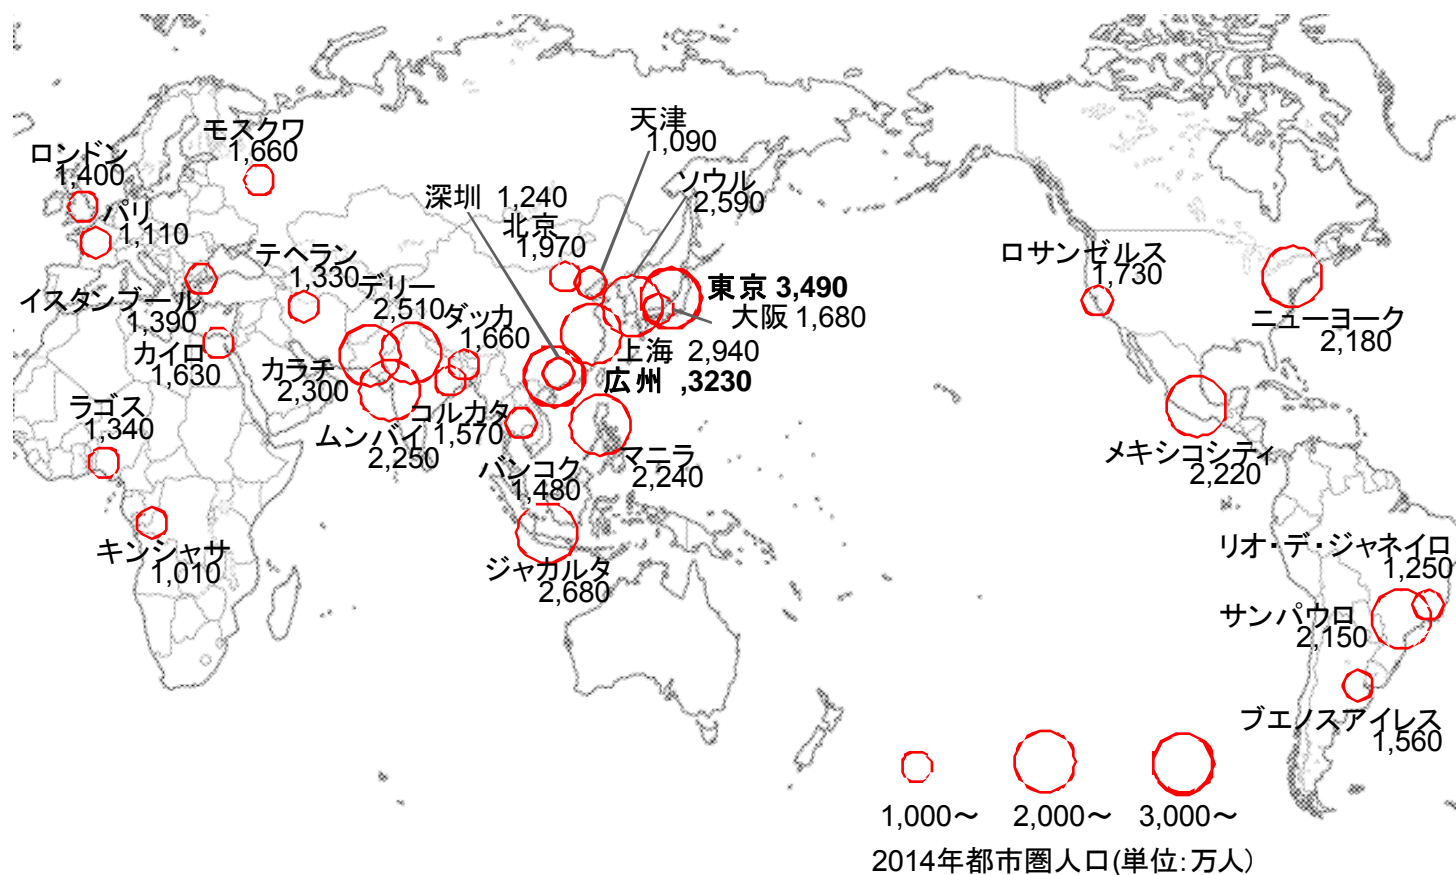 天津
1,090
モスクワ
1,660
ロンドン
1,400
ソウル
2,590
深圳 1,240
パリ
1,110
北京
1,970
テヘラン
1,330
ロサンゼルス
1,730
デリー
2,510
東京 3,490
イスタンブール
1,390
ダッカ
1,660
大阪 1,680
ニューヨーク
2,180
カイロ
1,630
上海 2,940
カラチ
2,300
広州 ,3230
ラゴス
1,340
コルカタ
1,570
ムンバイ
2,250
マニラ
2,240
メキシコシティ
2,220
バンコク
1,480
キンシャサ
1,010
リオ・デ・ジャネイロ
1,250
ジャカルタ
2,680
サンパウロ
2,150
ブエノスアイレス
1,560
1,000～ 2,000～ 3,000～
2014年都市圏人口(単位:万人)